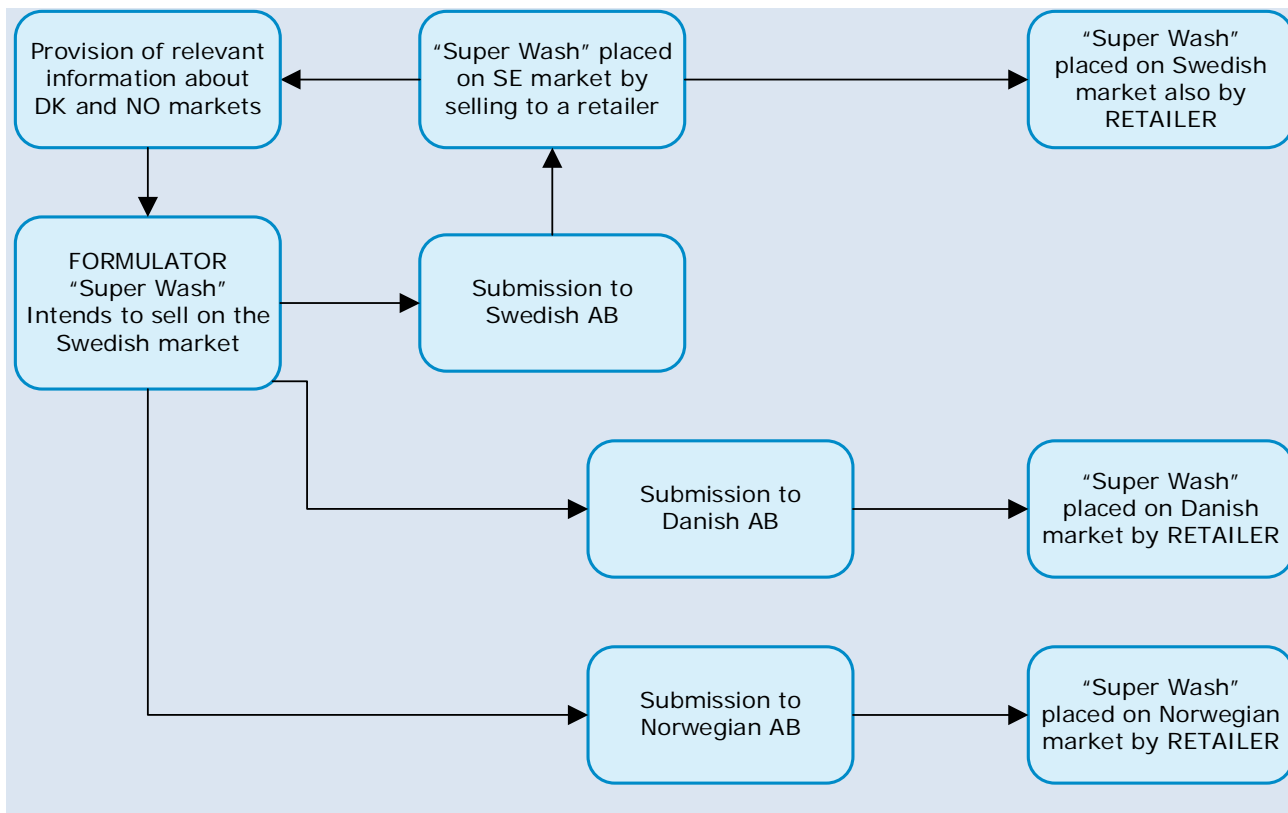 Provision of relevant
information about
DK and NO markets
“Super Wash” placed
on SE market by
selling to a retailer
“Super Wash”
placed on Swedish
market also by
RETAILER
FORMULATOR
“Super Wash”
Intends to sell on the
Swedish market
Submission to
Swedish AB
Submission to
Danish AB
“Super Wash”
placed on Danish
market by RETAILER
Submission to
Norwegian AB
“Super Wash”
placed on Norwegian
market by RETAILER